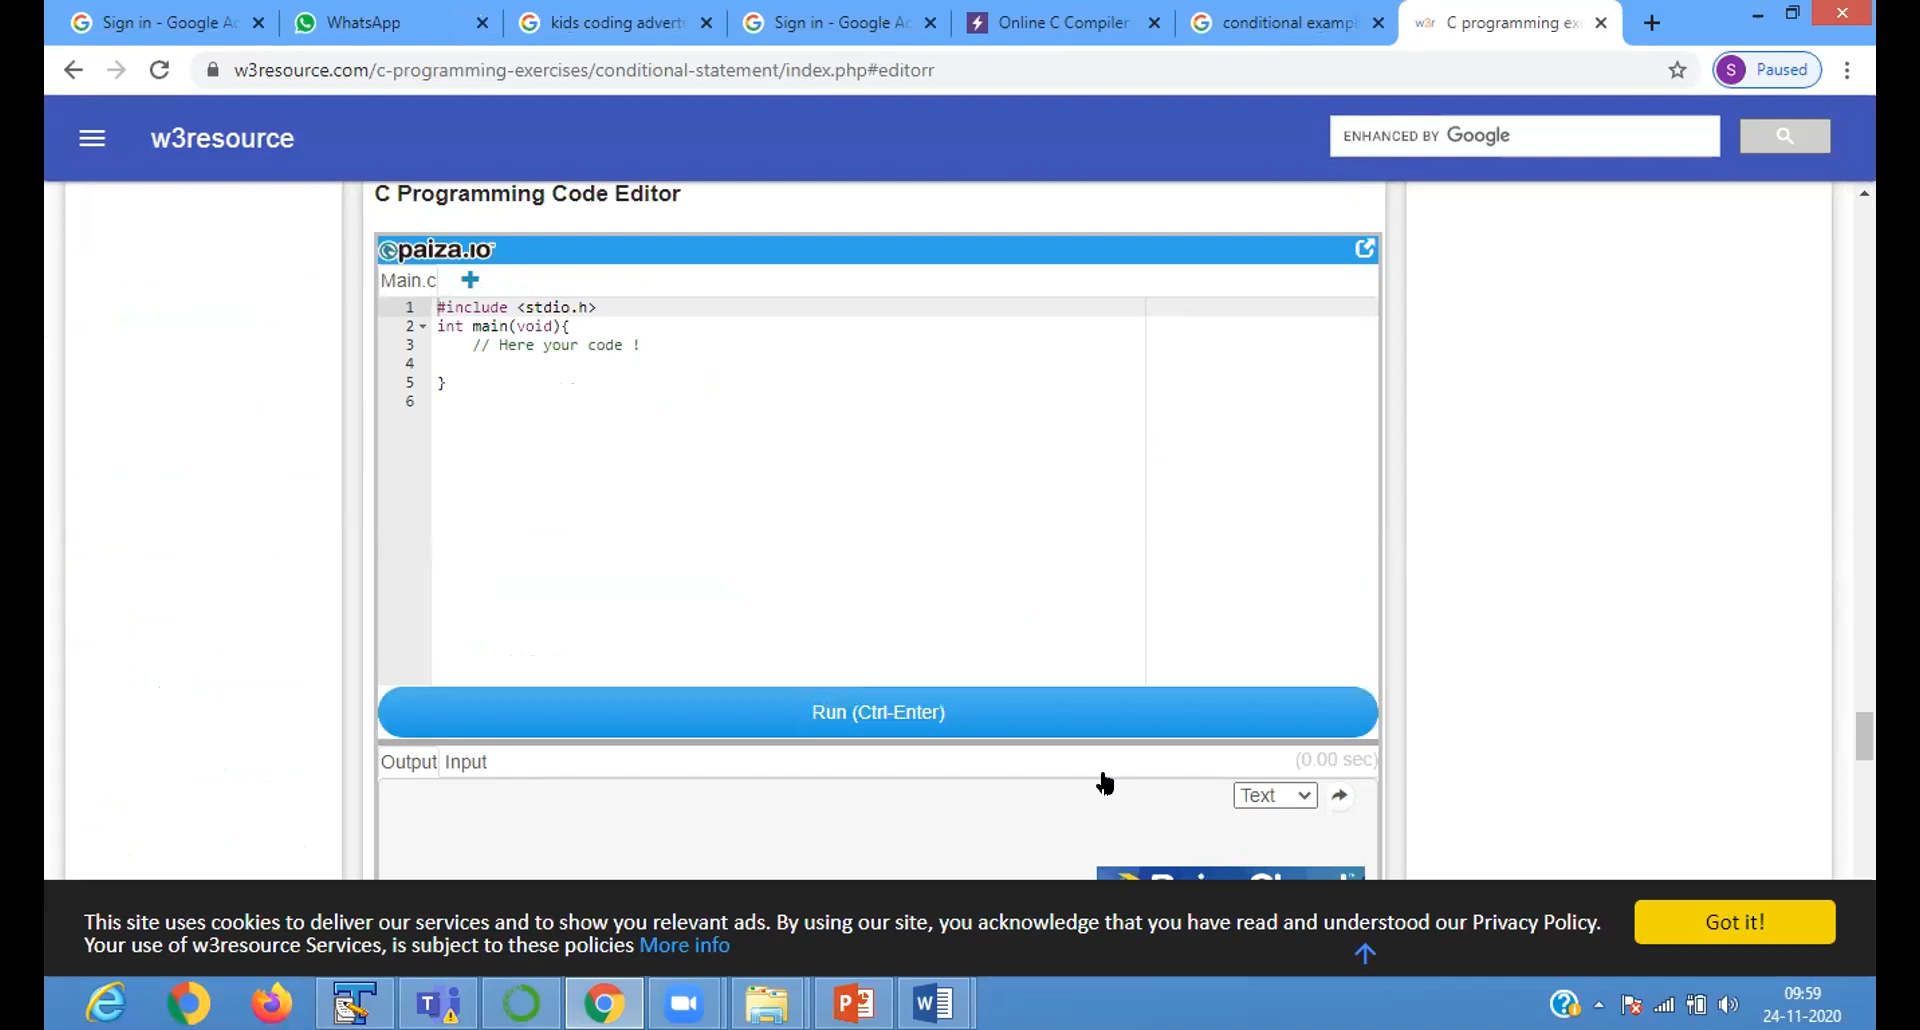 Sign in - Google Ac
WhatsApp
kids coding advert
Sign in - Google Ac
Online C Compiler
conditional examp
w3r C programming ex
w3resource.com/c-programming-exercises/conditional-statement/index.php#editorr
S Paused
w3resource
ENHANCED BY Google
C Programming Code Editor
paiza.IO
Main.c
1 #include <stdio.h>
2 int main(void){
3 // Here your code !
4
5 }
6
Run (Ctrl-Enter)
Output Input (0.00 sec)
Text
This site uses cookies to deliver our services and to show you relevant ads. By using our site, you acknowledge that you have read and understood our Privacy Policy.
Your use of w3resource Services, is subject to these policies More info
Got it!
09:59
24-11-2020